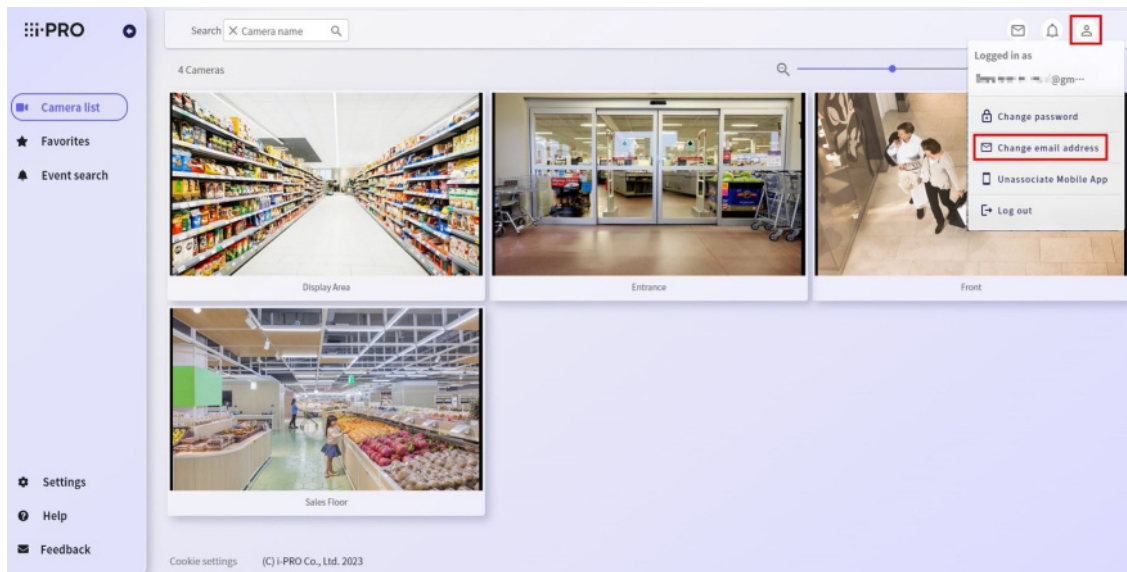 i-PRO
Search
Camera name
Logged in as
@gm…
4 Cameras
Camera list
Favorites
Event search
Change password
Change email address
Unassociate Mobile App
Log out
Display Area
Entrance
Front
Sales Floor
Settings
Help
Feedback
Cookie settings
(C) i-PRO Co., Ltd. 2023